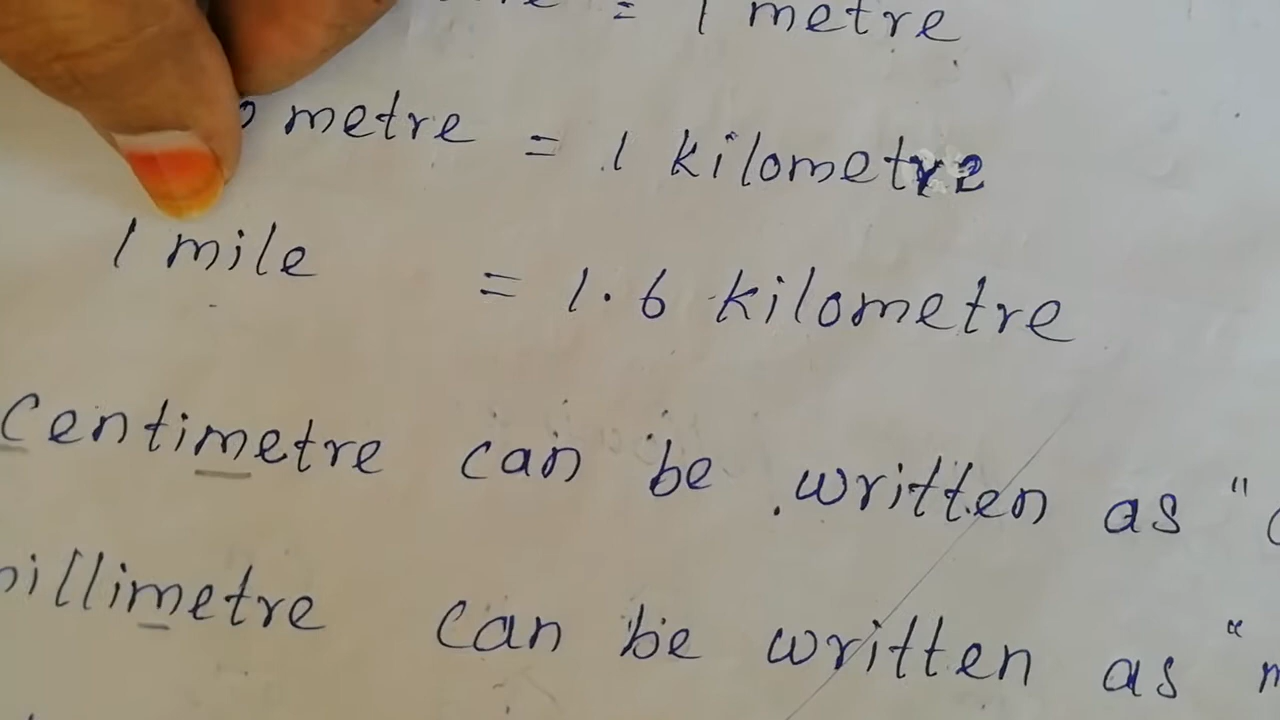 = 1 metre
metre = 1 kilometre
1 mile = 1.6 kilometre
Centimetre can be written as "
millimetre can be written as "